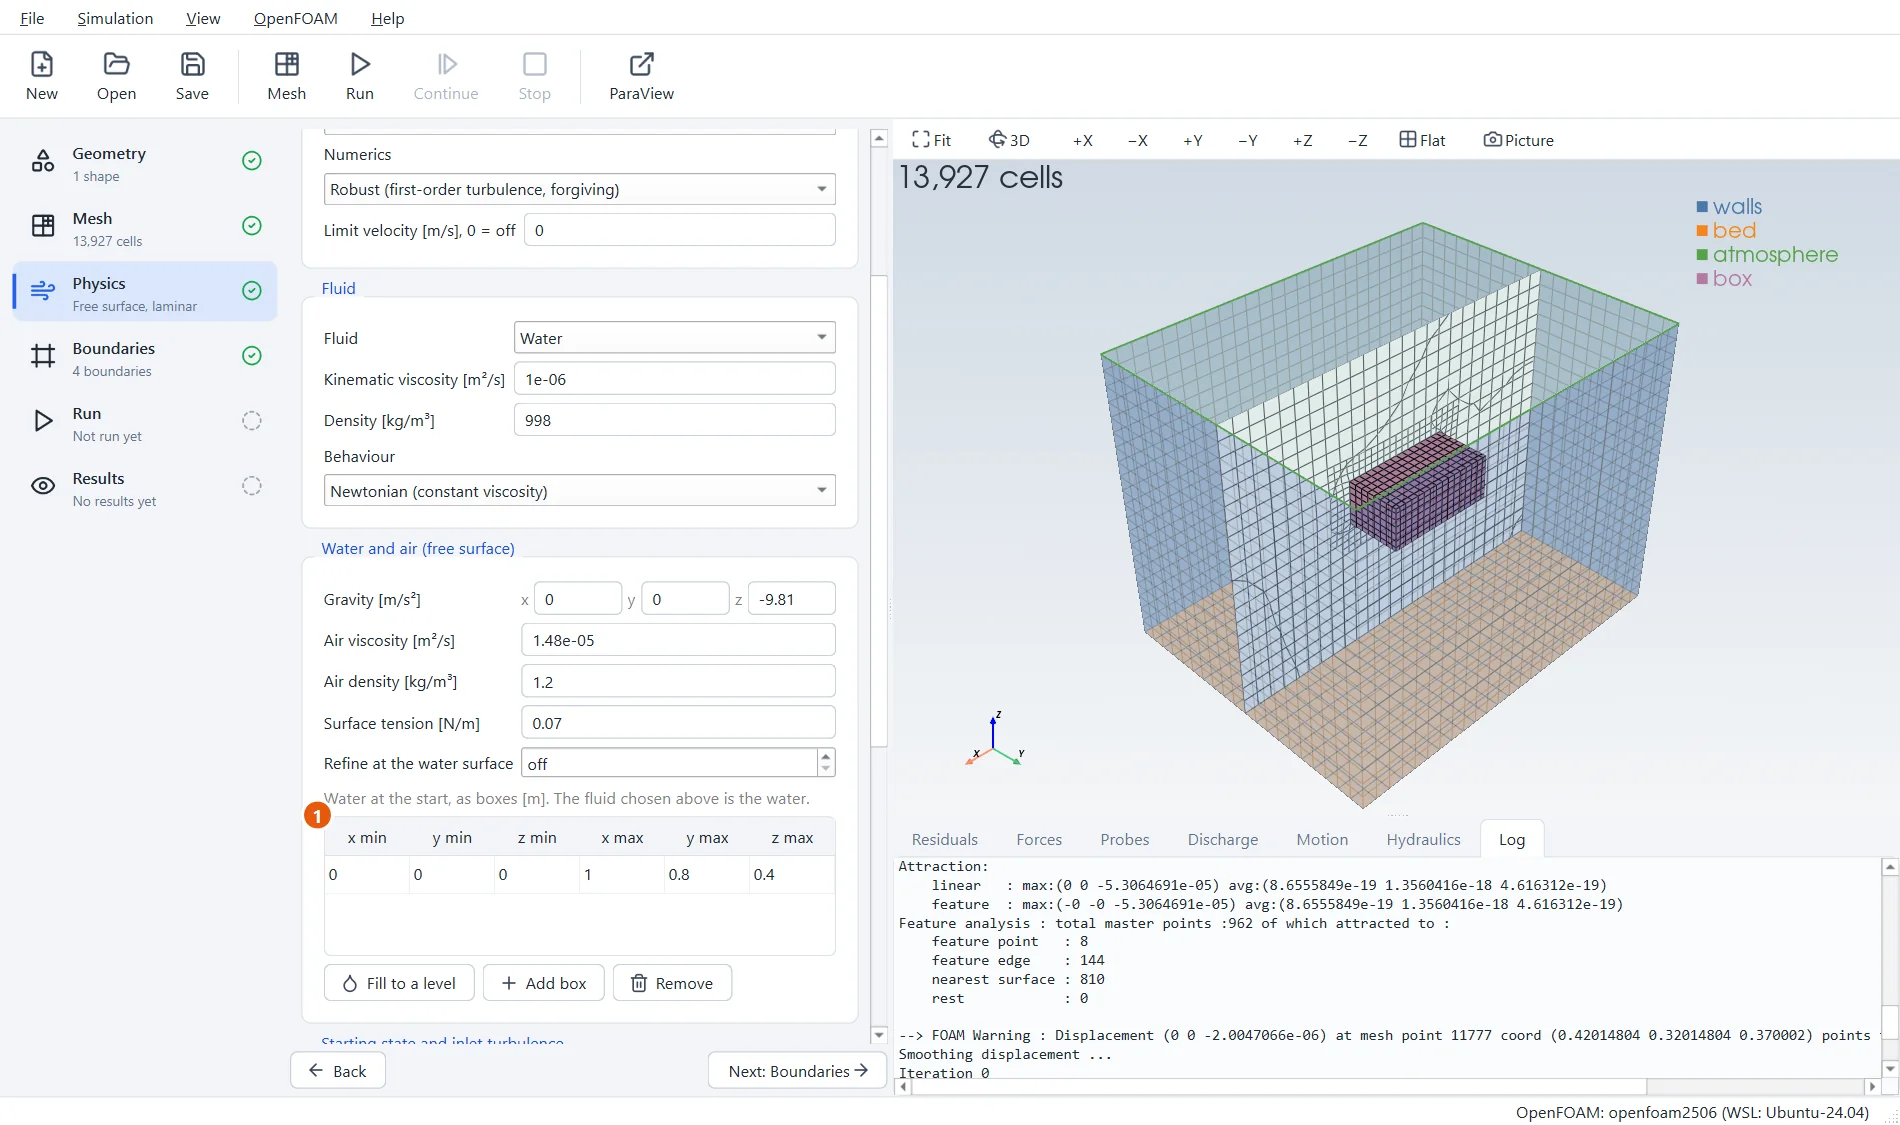 File Simulation View OpenFOAM Help
New Open Save Mesh Run Continue Stop ParaView
Geometry
1 shape
Mesh
13,927 cells
Physics
Free surface, laminar
Boundaries
4 boundaries
Run
Not run yet
Results
No results yet
Numerics
Robust (first-order turbulence, forgiving)
Limit velocity [m/s], 0 = off 0
Fluid
Fluid Water
Kinematic viscosity [m²/s] 1e-06
Density [kg/m³] 998
Behaviour
Newtonian (constant viscosity)
Water and air (free surface)
Gravity [m/s²] x 0 y 0 z -9.81
Air viscosity [m²/s] 1.48e-05
Air density [kg/m³] 1.2
Surface tension [N/m] 0.07
Refine at the water surface off
Water at the start, as boxes [m]. The fluid chosen above is the water.
1
x min y min z min x max y max z max
0 0 0 1 0.8 0.4
Fill to a level Add box Remove
Starting state and inlet turbulence
Back Next: Boundaries
Fit 3D +X −X +Y −Y +Z −Z Flat Picture
13,927 cells
walls
bed
atmosphere
box
Z
X Y
Residuals Forces Probes Discharge Motion Hydraulics Log
Attraction:
linear : max:(0 0 -5.3064691e-05) avg:(8.6555849e-19 1.3560416e-18 4.616312e-19)
feature : max:(-0 -0 -5.3064691e-05) avg:(8.6555849e-19 1.3560416e-18 4.616312e-19)
Feature analysis : total master points :962 of which attracted to :
feature point : 8
feature edge : 144
nearest surface : 810
rest : 0
--> FOAM Warning : Displacement (0 0 -2.0047066e-06) at mesh point 11777 coord (0.42014804 0.32014804 0.370002) points
Smoothing displacement ...
Iteration 0
OpenFOAM: openfoam2506 (WSL: Ubuntu-24.04)